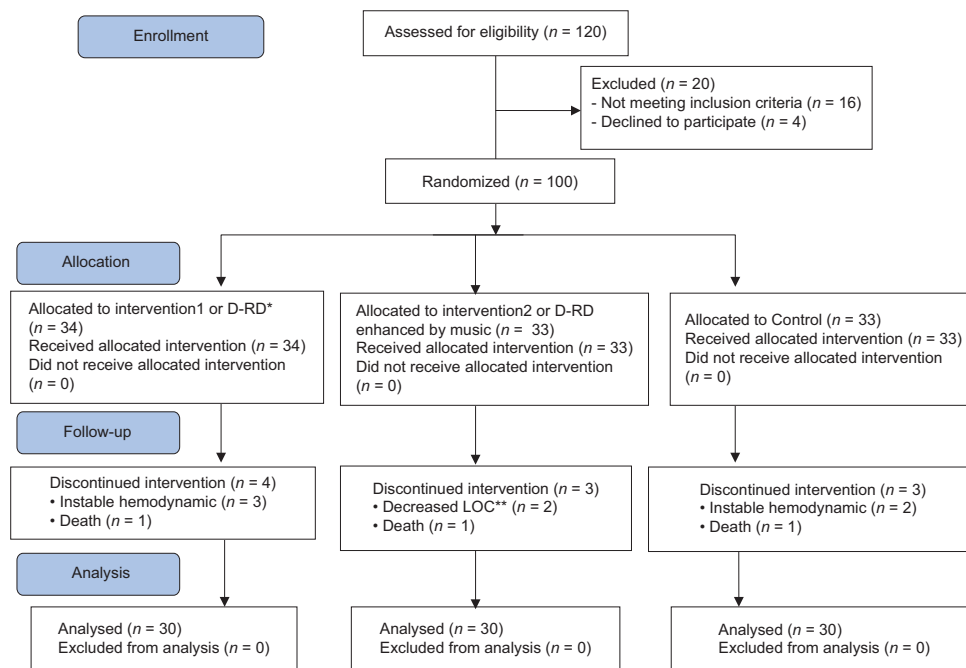 Enrollment
Assessed for eligibility (n = 120)
Excluded (n = 20)
- Not meeting inclusion criteria (n = 16)
- Declined to participate (n = 4)
Randomized (n = 100)
Allocation
Allocated to intervention1 or D-RD*
(n = 34)
Received allocated intervention (n = 34)
Did not receive allocated intervention
(n = 0)
Allocated to intervention2 or D-RD
enhanced by music (n = 33)
Received allocated intervention (n = 33)
Did not receive allocated intervention
(n = 0)
Allocated to Control (n = 33)
Received allocated intervention (n = 33)
Did not receive allocated intervention
(n = 0)
Follow-up
Discontinued intervention (n = 4)
• Instable hemodynamic (n = 3)
• Death (n = 1)
Discontinued intervention (n = 3)
• Decreased LOC** (n = 2)
• Death (n = 1)
Discontinued intervention (n = 3)
• Instable hemodynamic (n = 2)
• Death (n = 1)
Analysis
Analysed (n = 30)
Excluded from analysis (n = 0)
Analysed (n = 30)
Excluded from analysis (n = 0)
Analysed (n = 30)
Excluded from analysis (n = 0)